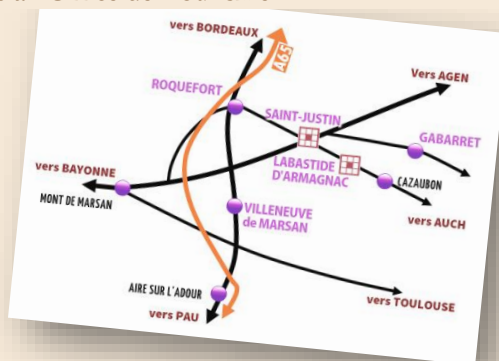 vers BORDEAUX
A65
Vers AGEN
ROQUEFORT
SAINT-JUSTIN
GABARRET
vers BAYONNE
LABASTIDE
D'ARMAGNAC
CAZAUBON
MONT DE MARSAN
VILLENEUVE
de MARSAN
vers AUCH
AIRE SUR L'ADOUR
vers TOULOUSE
vers PAU